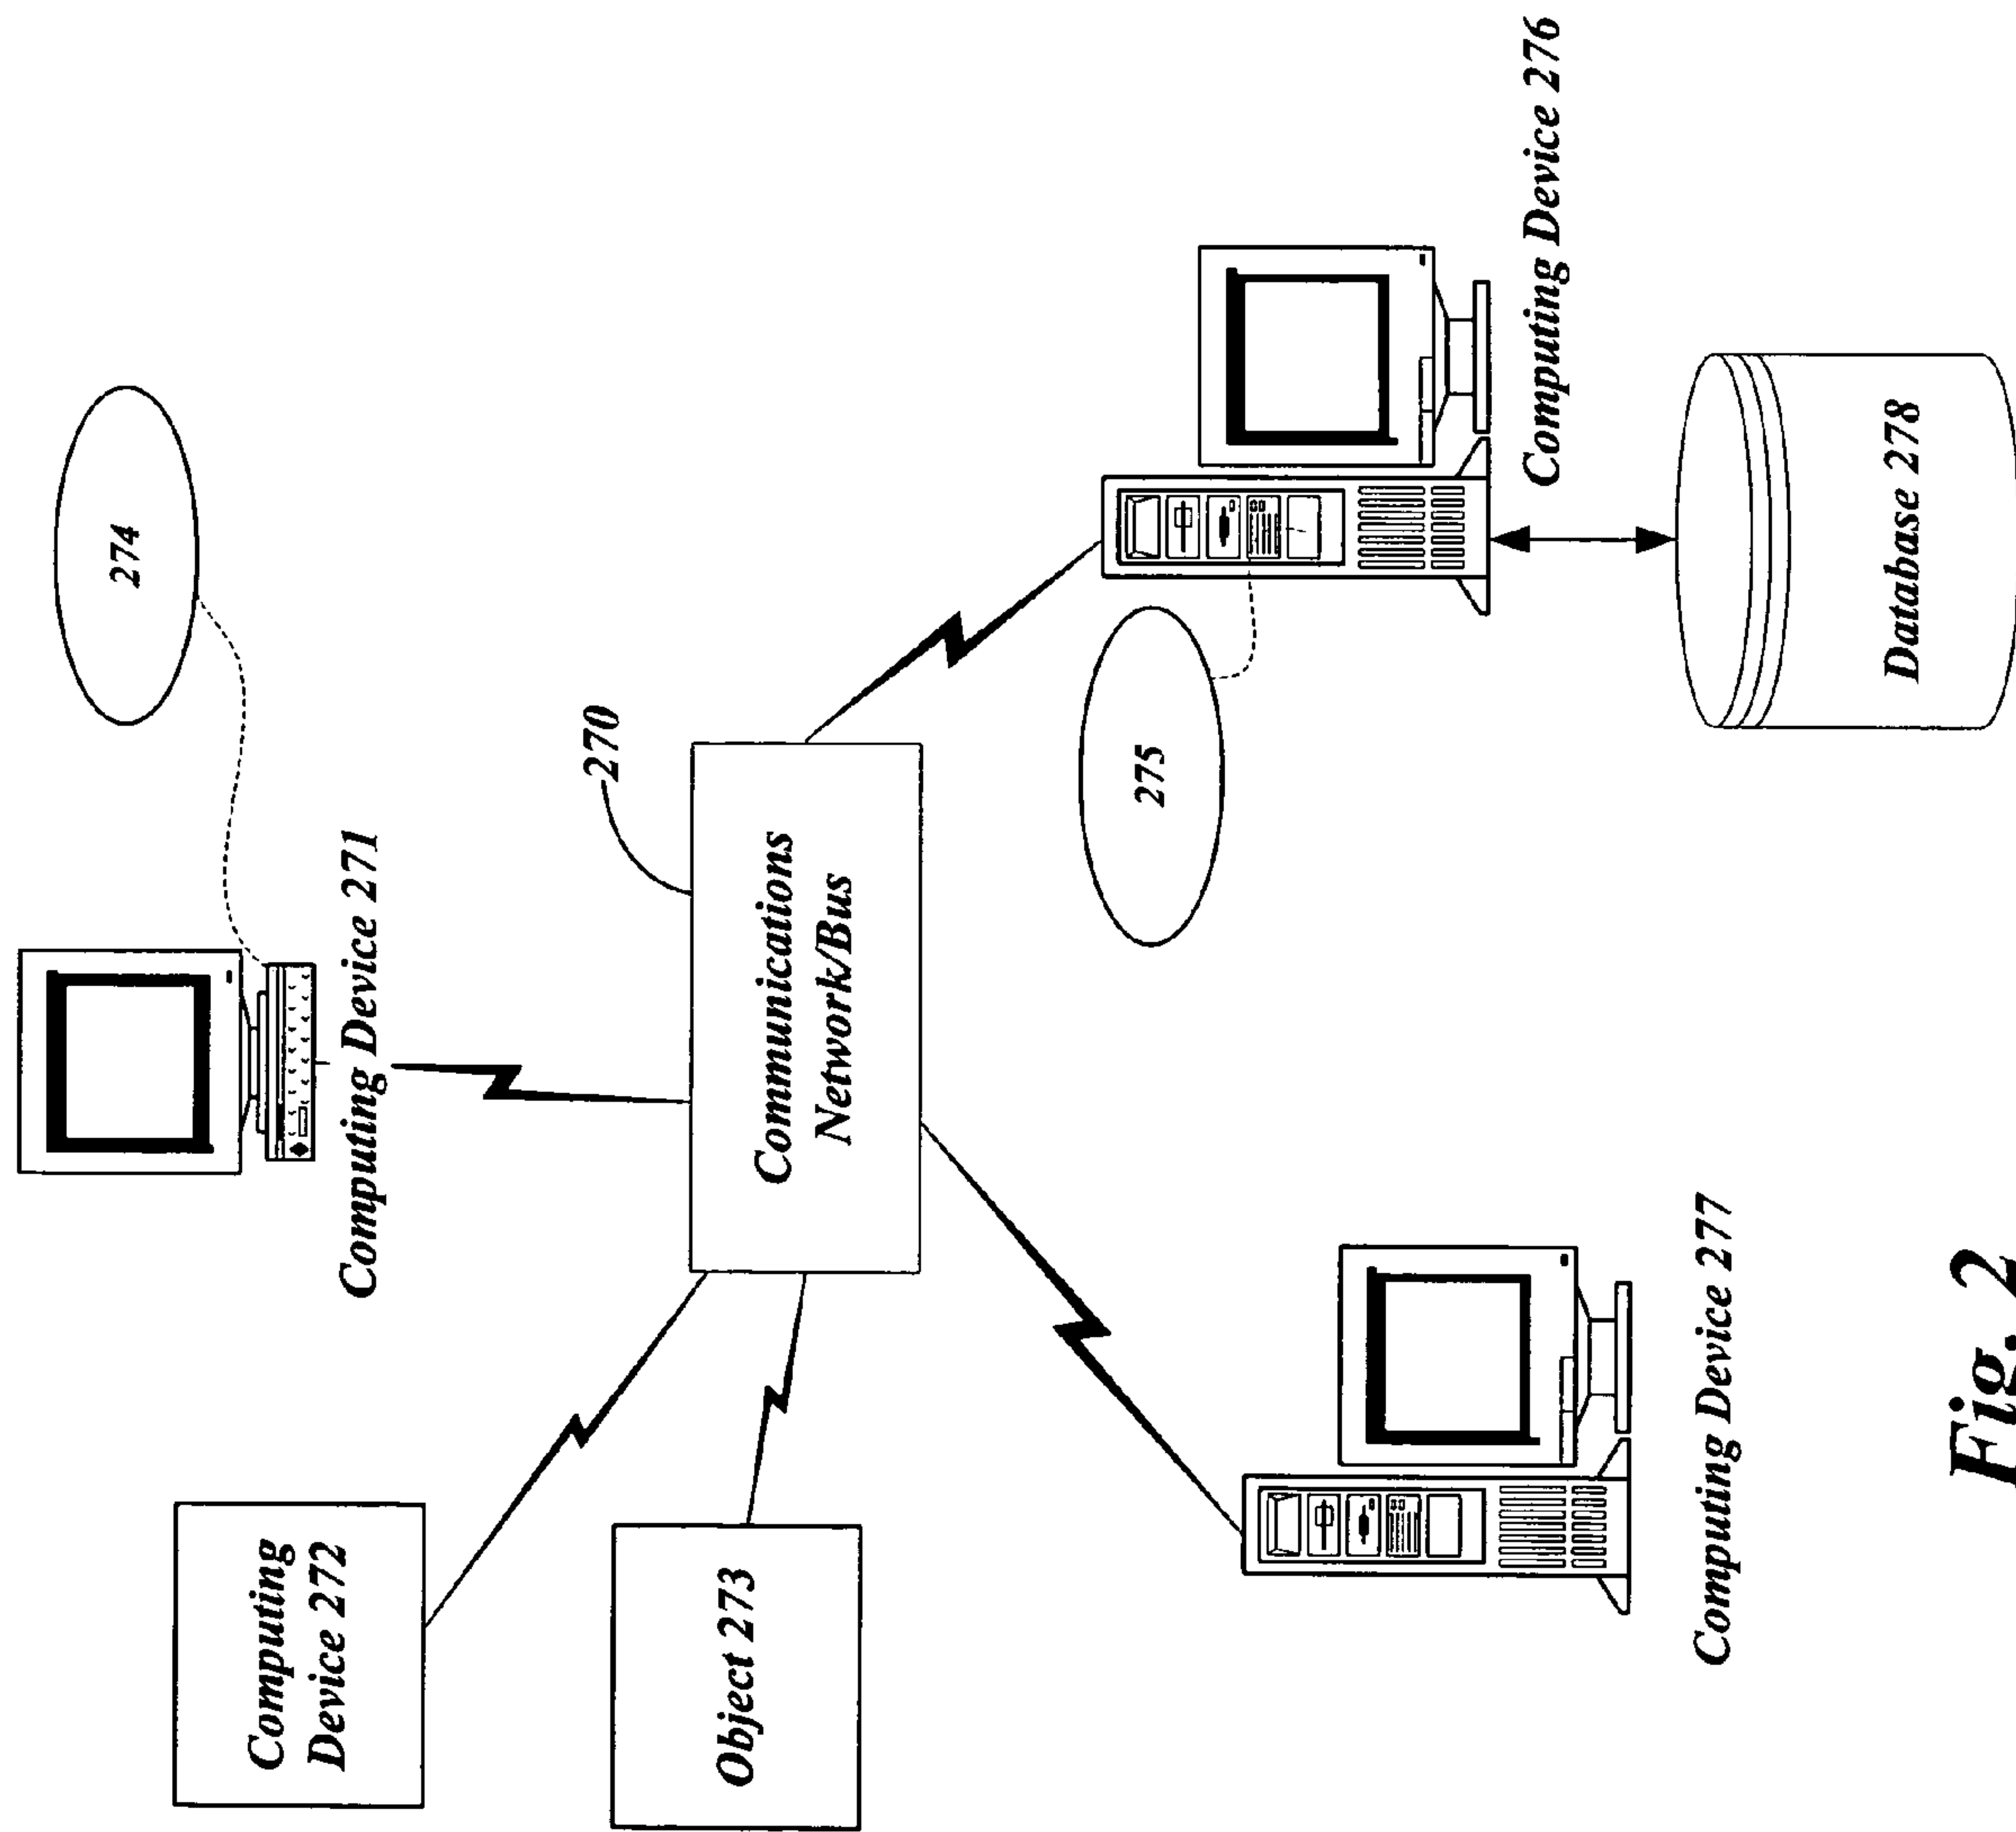 274
Computing Device 271
270
Computing
Device 272
Communications
Network/Bus
Object 273
275
Computing Device 276
Computing Device 277
Database 278
Fig. 2